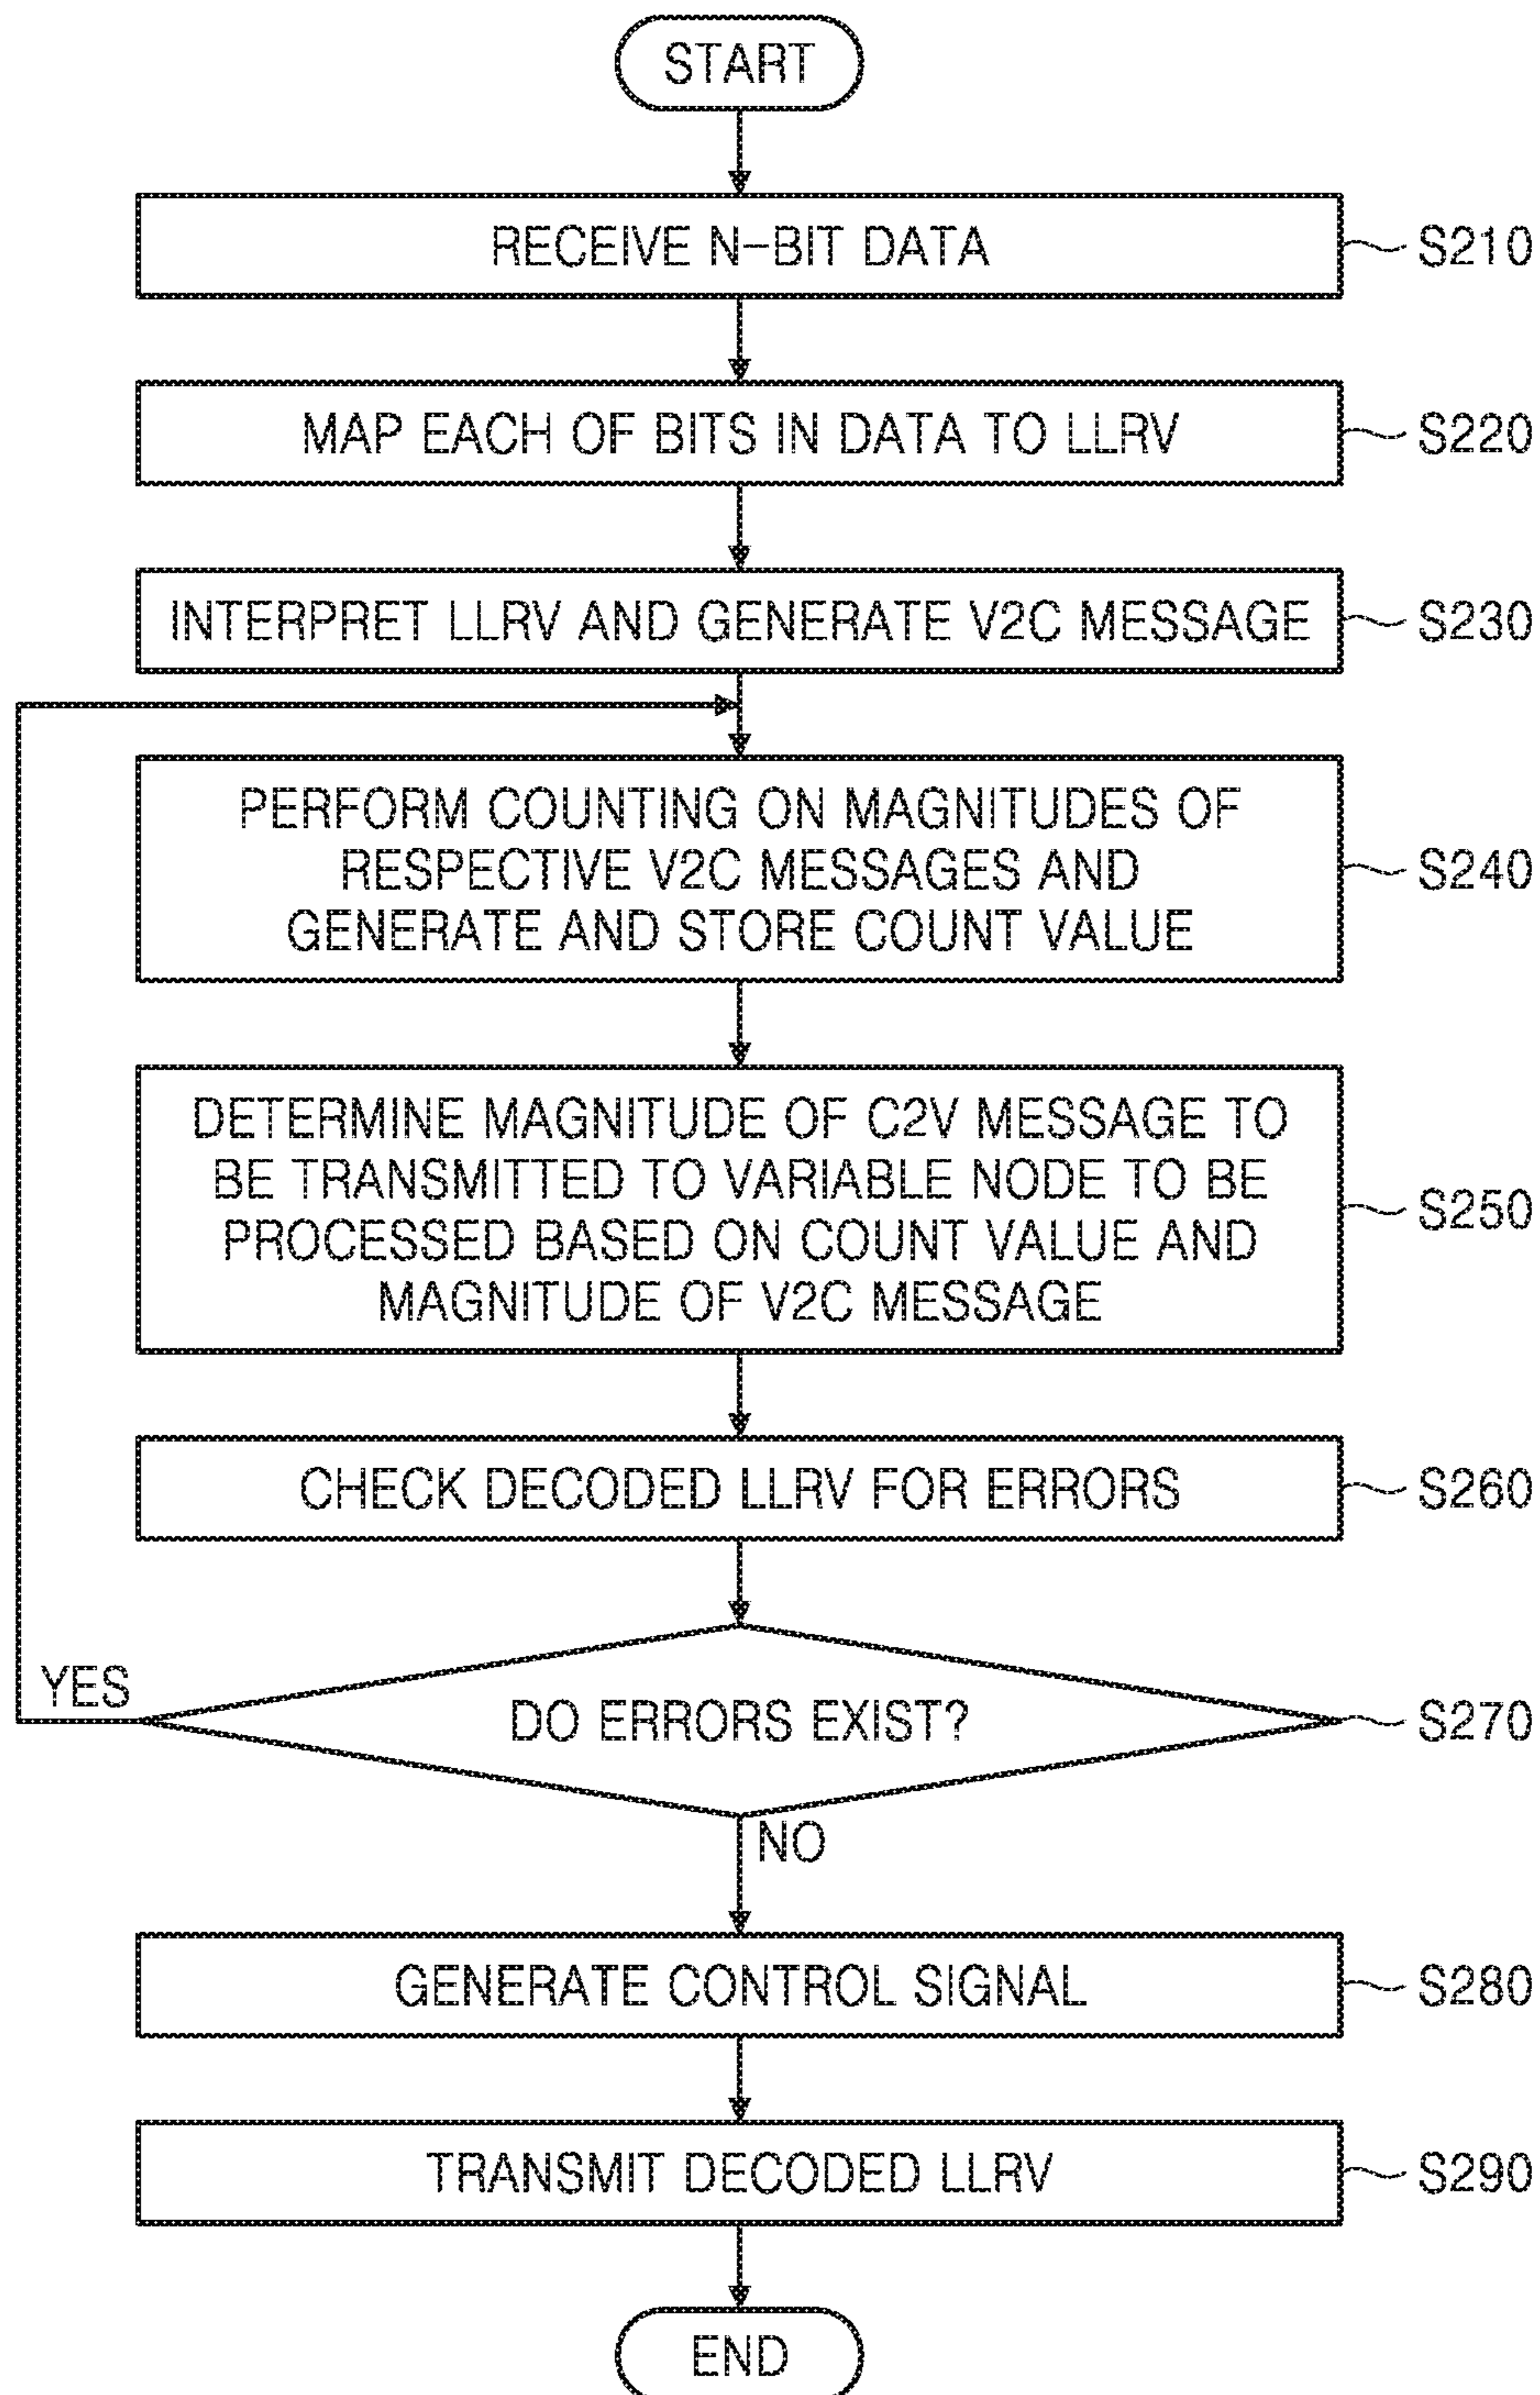 START
RECEIVE N-BIT DATA
S210
MAP EACH OF BITS IN DATA TO LLRV
S220
INTERPRET LLRV AND GENERATE V2C MESSAGE
S230
PERFORM COUNTING ON MAGNITUDES OF
RESPECTIVE V2C MESSAGES AND
GENERATE AND STORE COUNT VALUE
S240
DETERMINE MAGNITUDE OF C2V MESSAGE TO
BE TRANSMITTED TO VARIABLE NODE TO BE
PROCESSED BASED ON COUNT VALUE AND
MAGNITUDE OF V2C MESSAGE
S250
CHECK DECODED LLRV FOR ERRORS
S260
YES
DO ERRORS EXIST?
S270
NO
GENERATE CONTROL SIGNAL
S280
TRANSMIT DECODED LLRV
S290
END